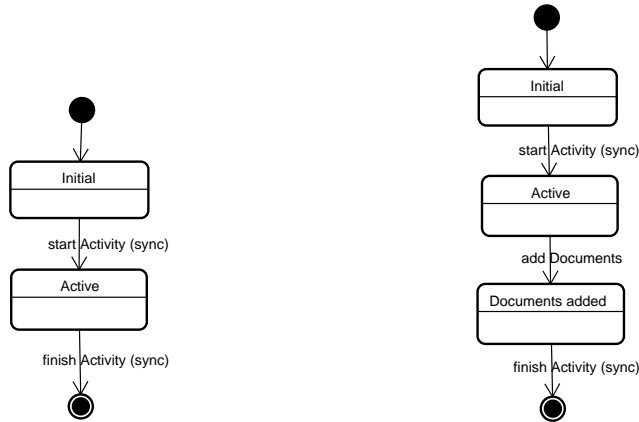 Initial
start Activity (sync)
Active
finish Activity (sync)
Initial
start Activity (sync)
Active
add Documents
Documents added
finish Activity (sync)